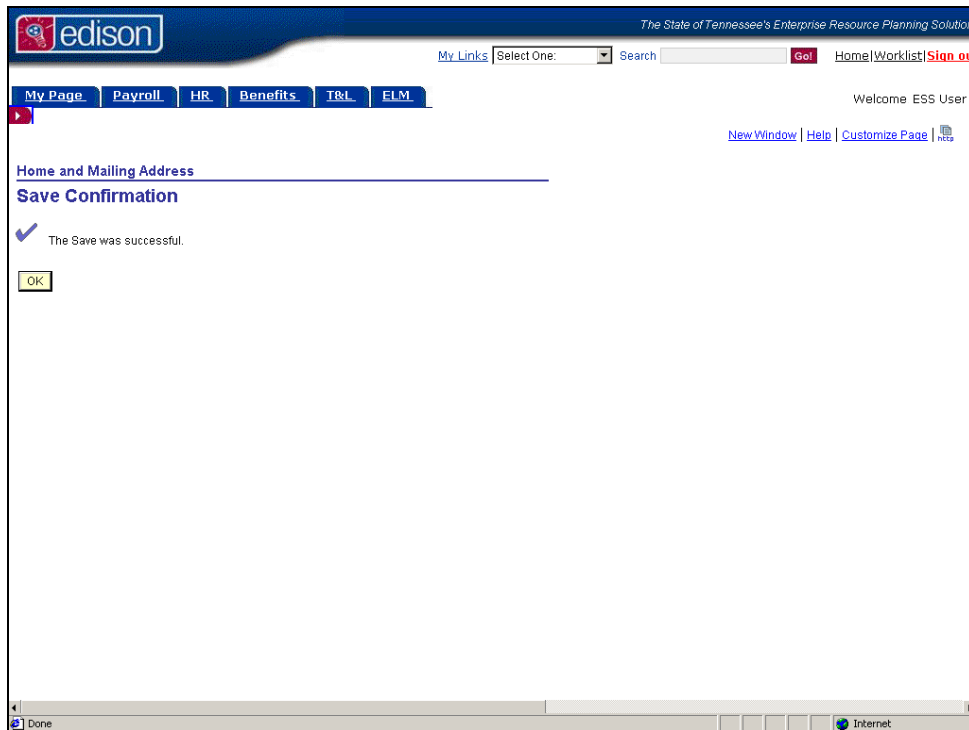 edison
The State of Tennessee's Enterprise Resource Planning Solution
My Links Select One: Search Go! Home|Worklist|Sign ou
My Page Payroll HR Benefits T&L ELM
Welcome ESS User
New Window | Help | Customize Page | http
Home and Mailing Address
Save Confirmation
The Save was successful.
OK
Done Internet